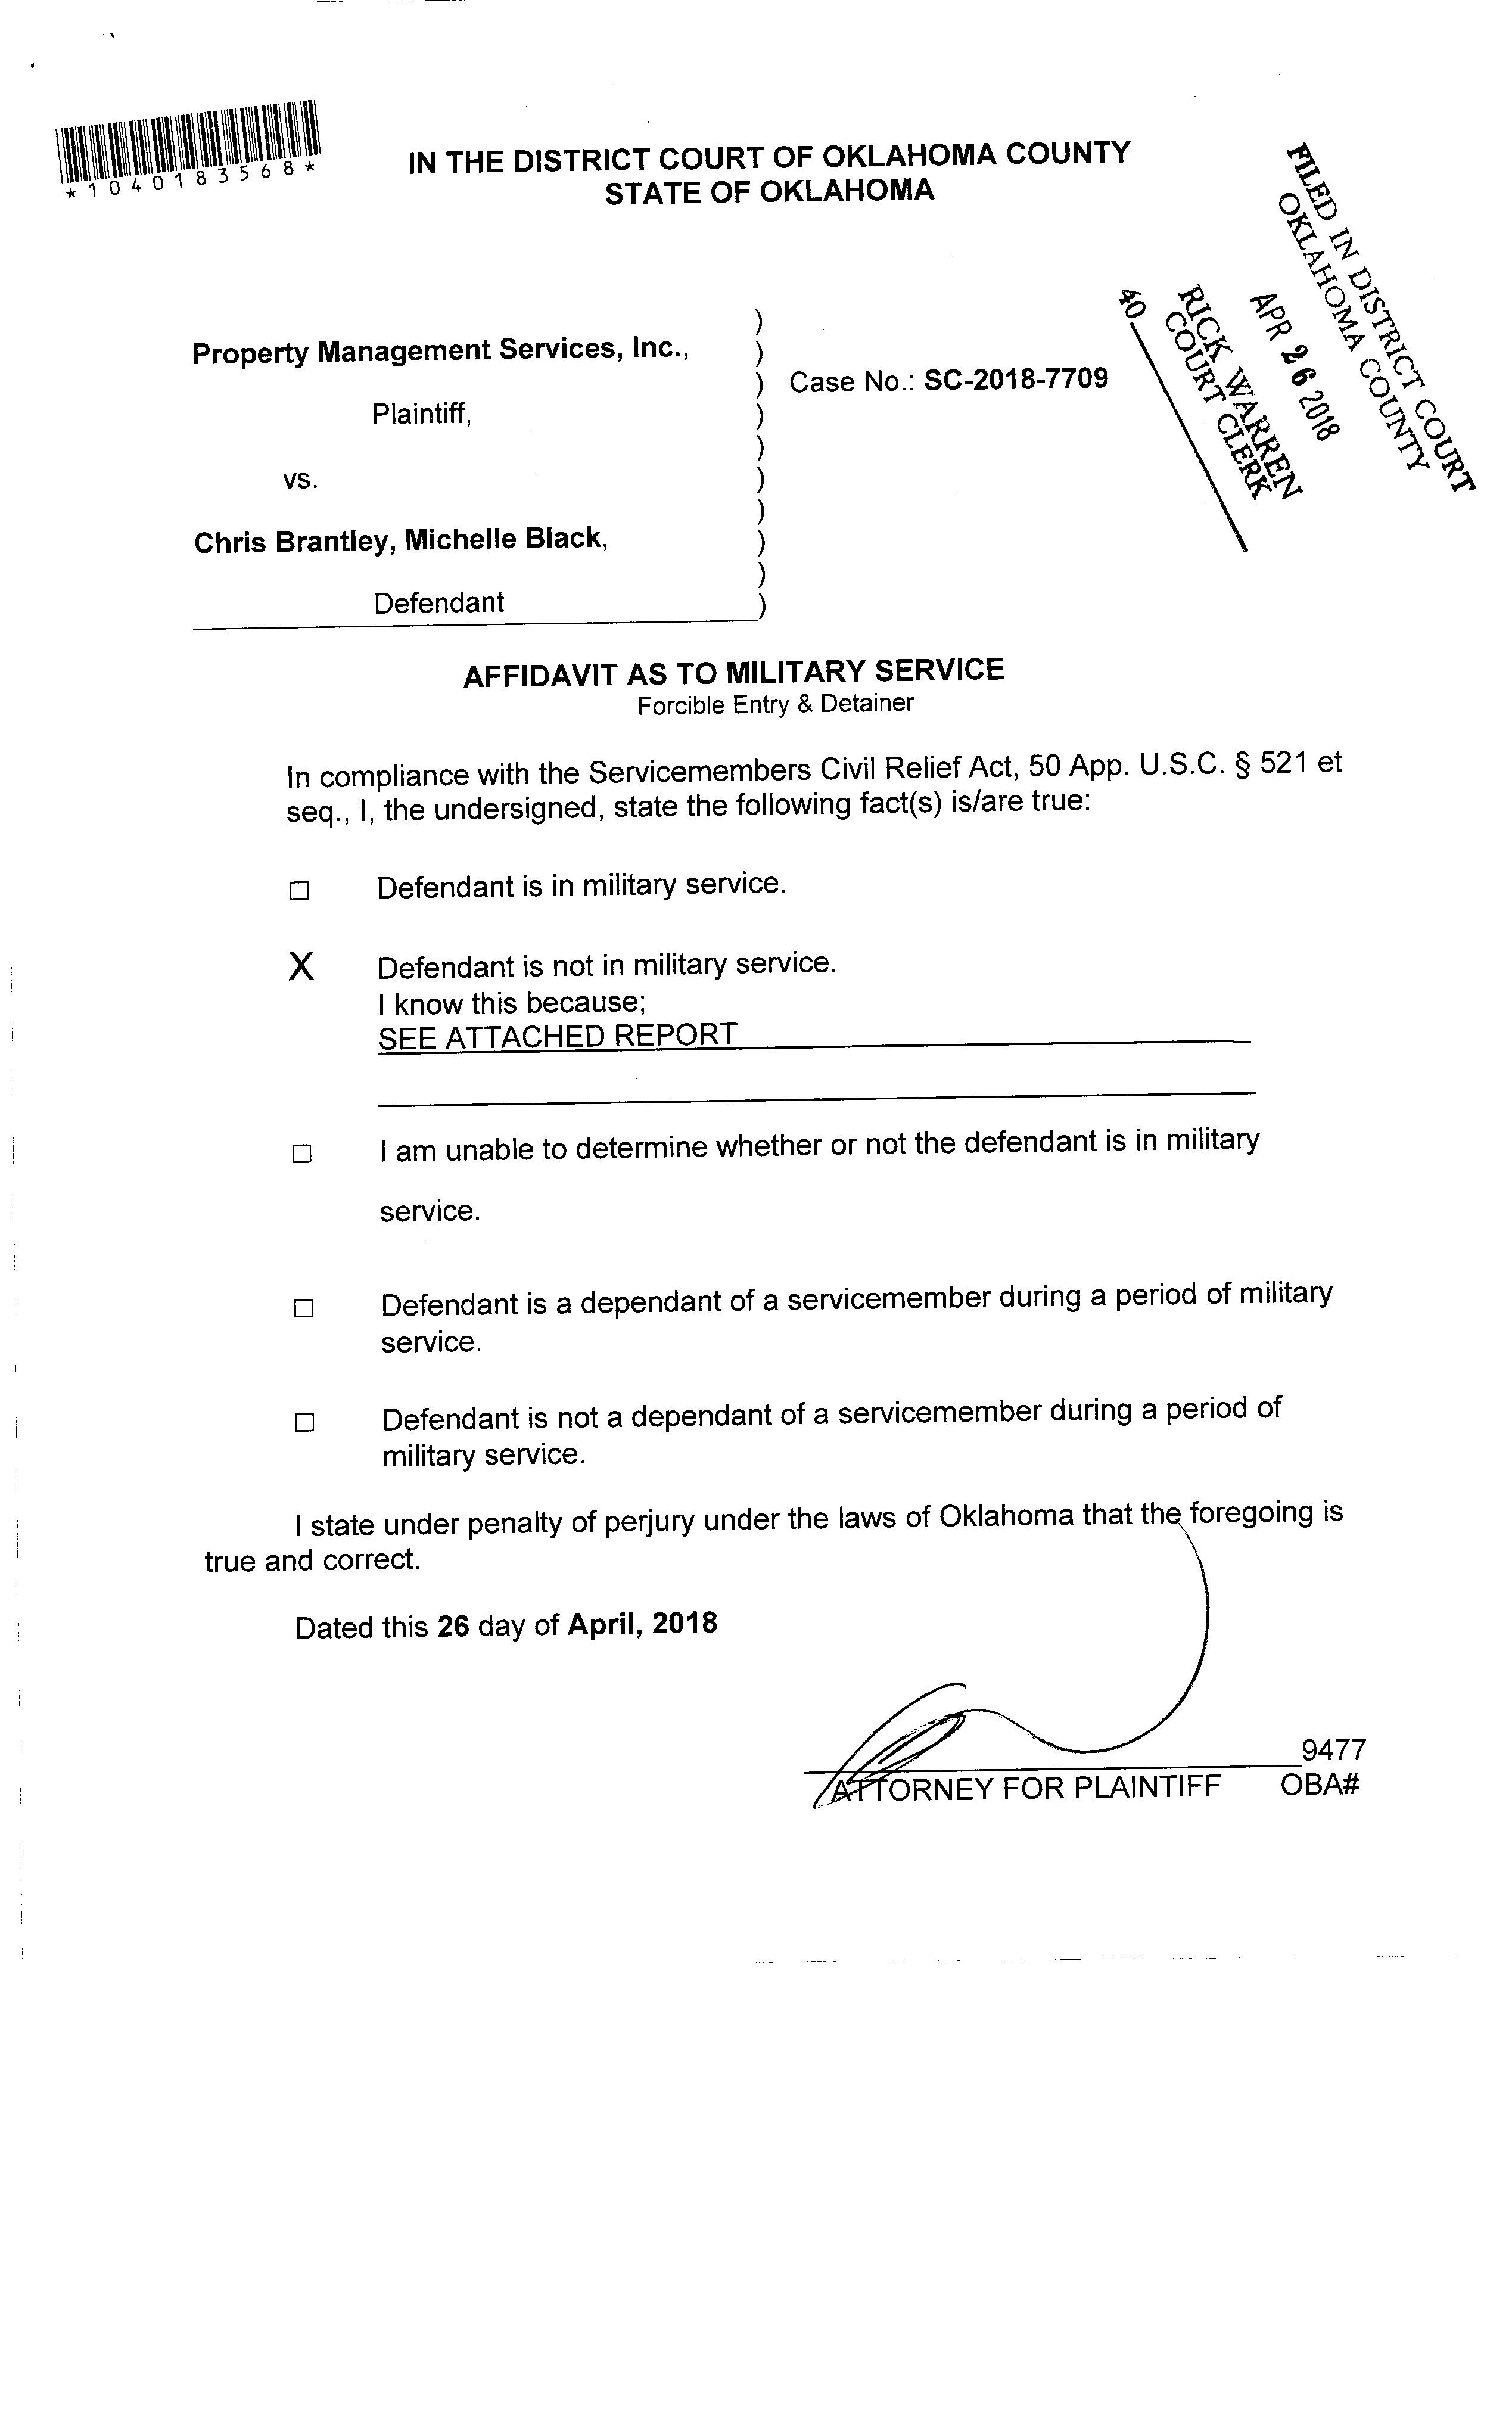 *1040183568*
IN THE DISTRICT COURT OF OKLAHOMA COUNTY
STATE OF OKLAHOMA
FILED IN DISTRICT COURT
OKLAHOMA COUNTY
APR 26 2018
RICK WARREN
COURT CLERK
40
Property Management Services, Inc., )
)
) Case No.: SC-2018-7709
Plaintiff, )
)
vs. )
)
Chris Brantley, Michelle Black, )
)
Defendant )
AFFIDAVIT AS TO MILITARY SERVICE
Forcible Entry & Detainer
In compliance with the Servicemembers Civil Relief Act, 50 App. U.S.C. § 521 et
seq., I, the undersigned, state the following fact(s) is/are true:
□ Defendant is in military service.
X Defendant is not in military service.
I know this because;
SEE ATTACHED REPORT
□ I am unable to determine whether or not the defendant is in military
service.
□ Defendant is a dependant of a servicemember during a period of military
service.
□ Defendant is not a dependant of a servicemember during a period of
military service.
I state under penalty of perjury under the laws of Oklahoma that the foregoing is
true and correct.
Dated this 26 day of April, 2018
9477
ATTORNEY FOR PLAINTIFF OBA#